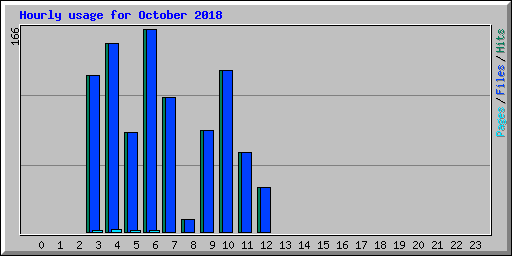 Hourly usage for October 2018
166
Pages/Files/Hits
0 1 2 3 4 5 6 7 8 9 10 11 12 13 14 15 16 17 18 19 20 21 22 23